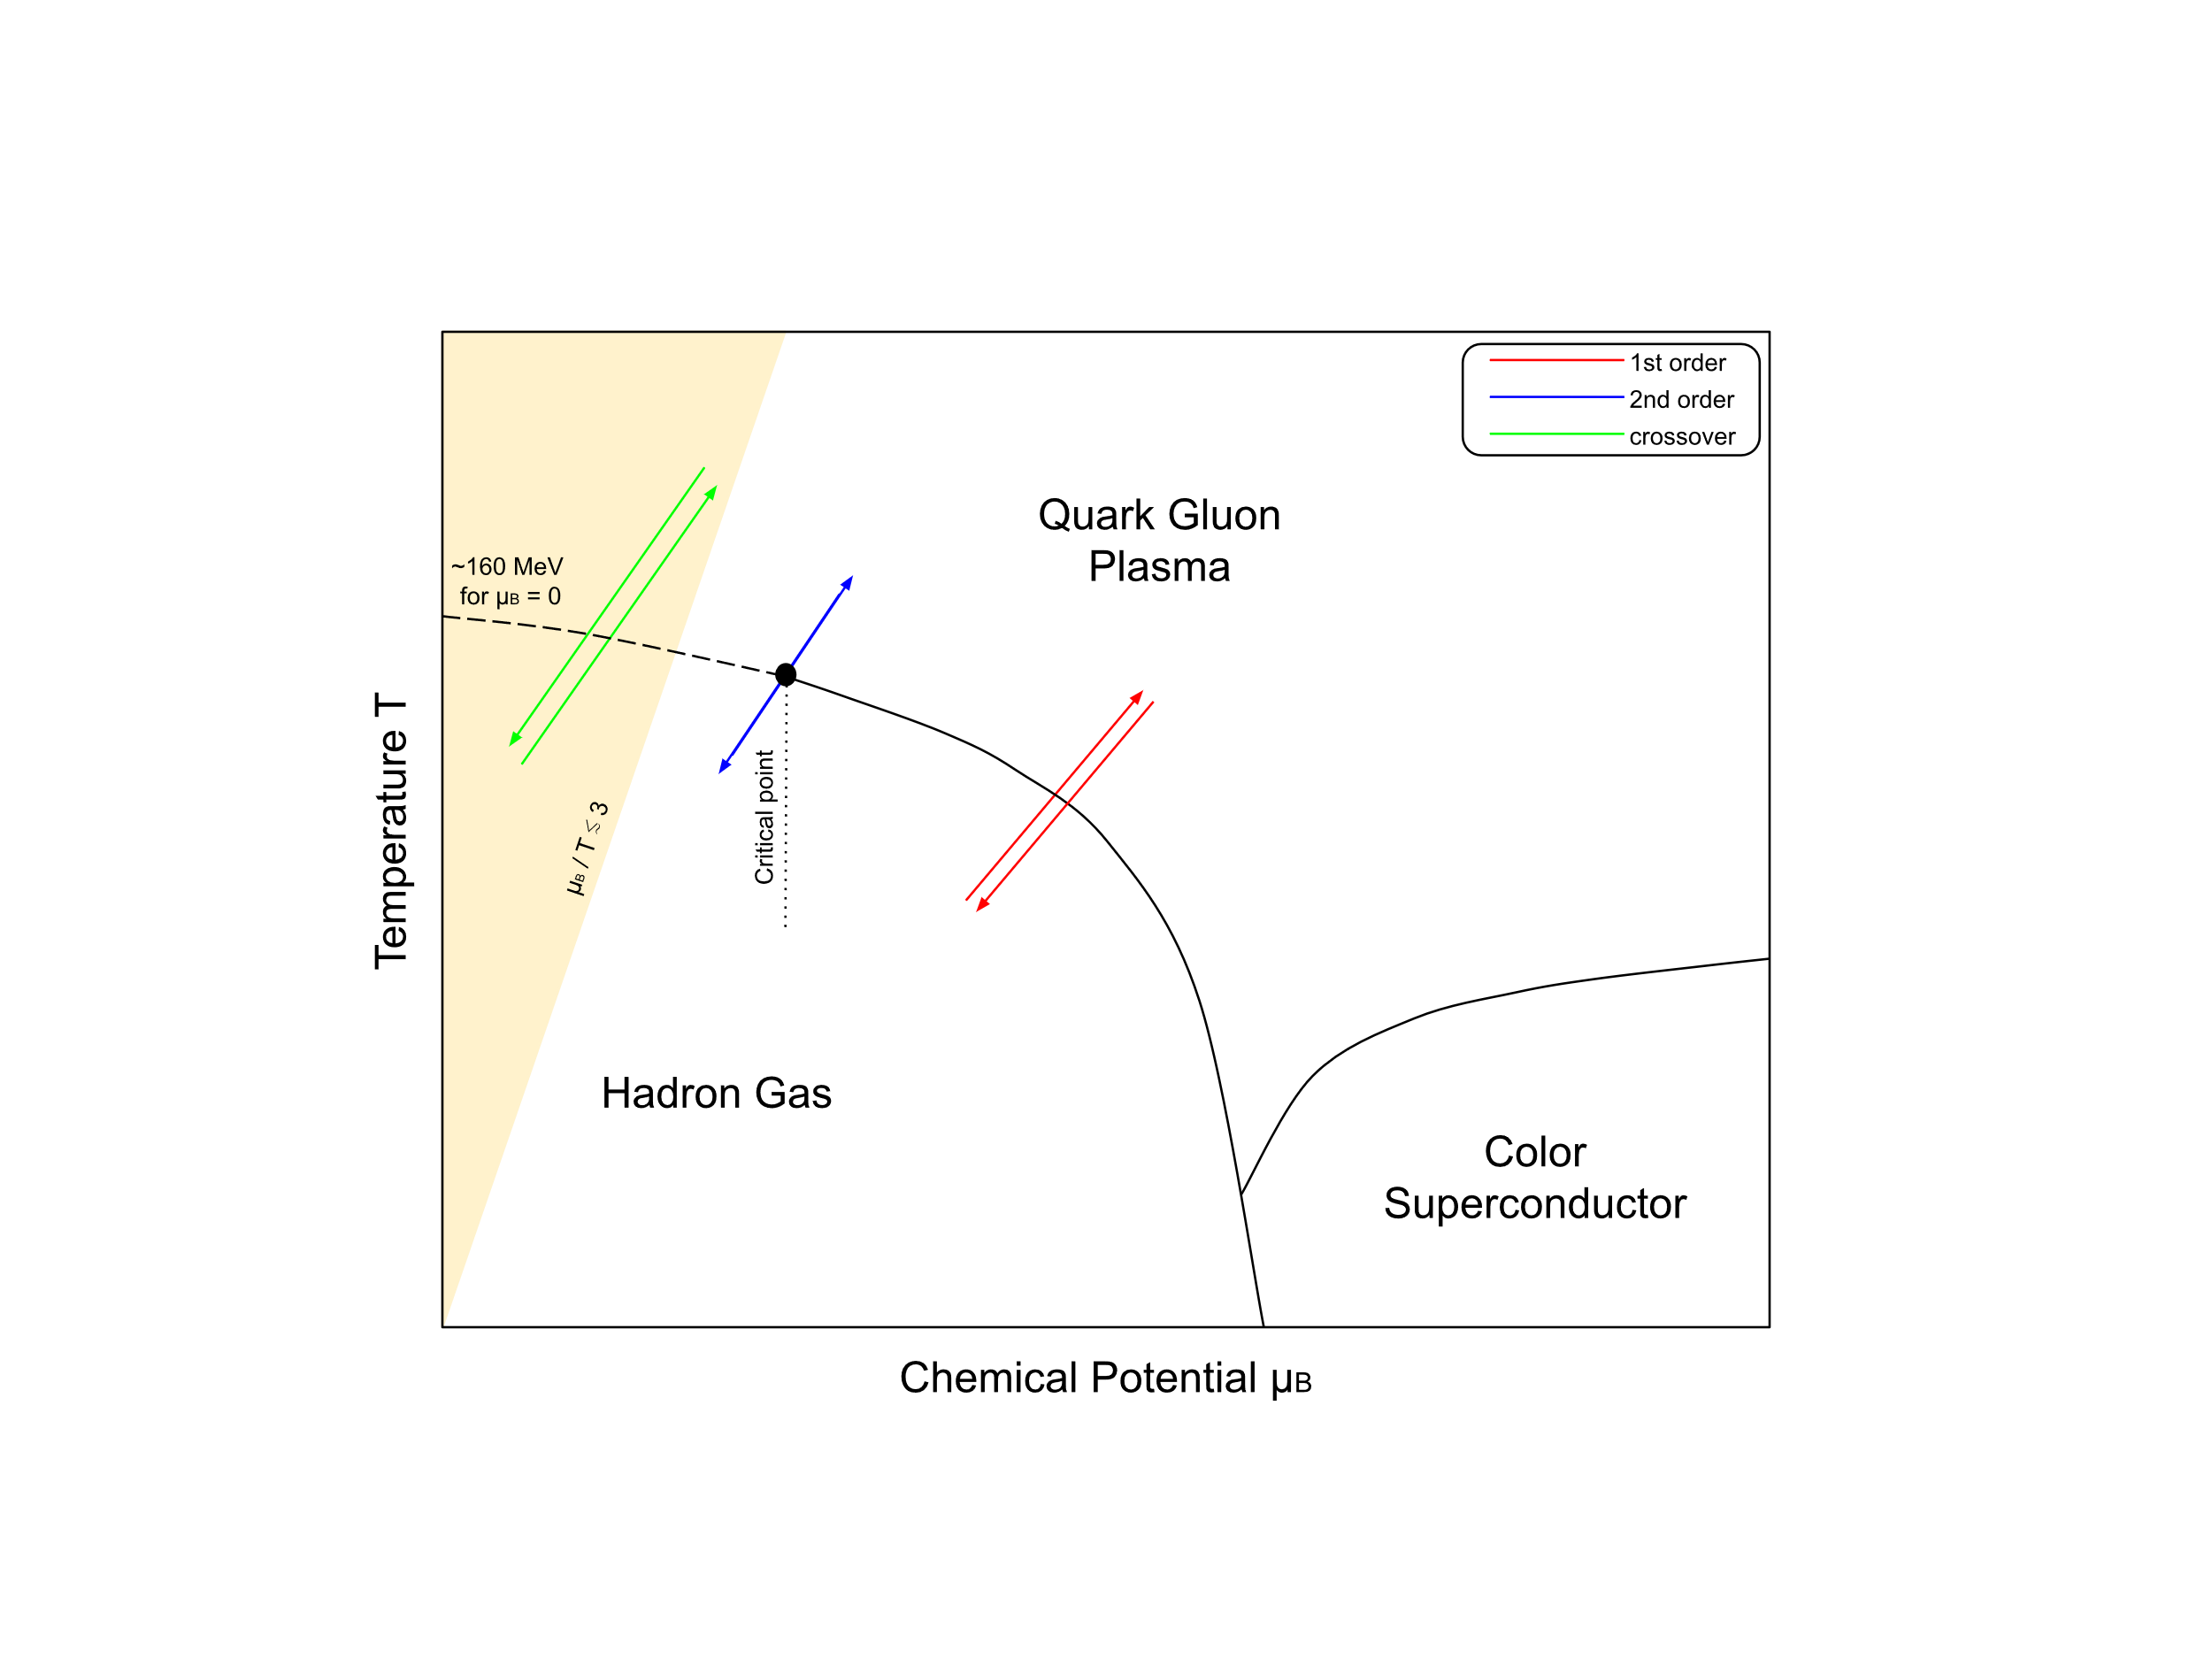 1st order
2nd order
crossover
Quark Gluon
Plasma
~160 MeV
for μB = 0
Temperature T
Critical point
μB / T ≲ 3
Hadron Gas
Color
Superconductor
Chemical Potential μB